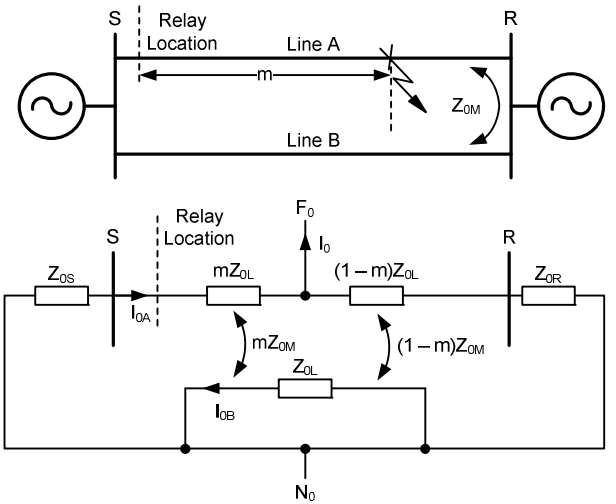 S
Relay
Location
R
Line A
m
Z0M
Line B
F0
Relay
Location
S
I0
R
Z0S
mZ0L
(1 – m)Z0L
Z0R
I0A
mZ0M
(1 – m)Z0M
Z0L
I0B
N0